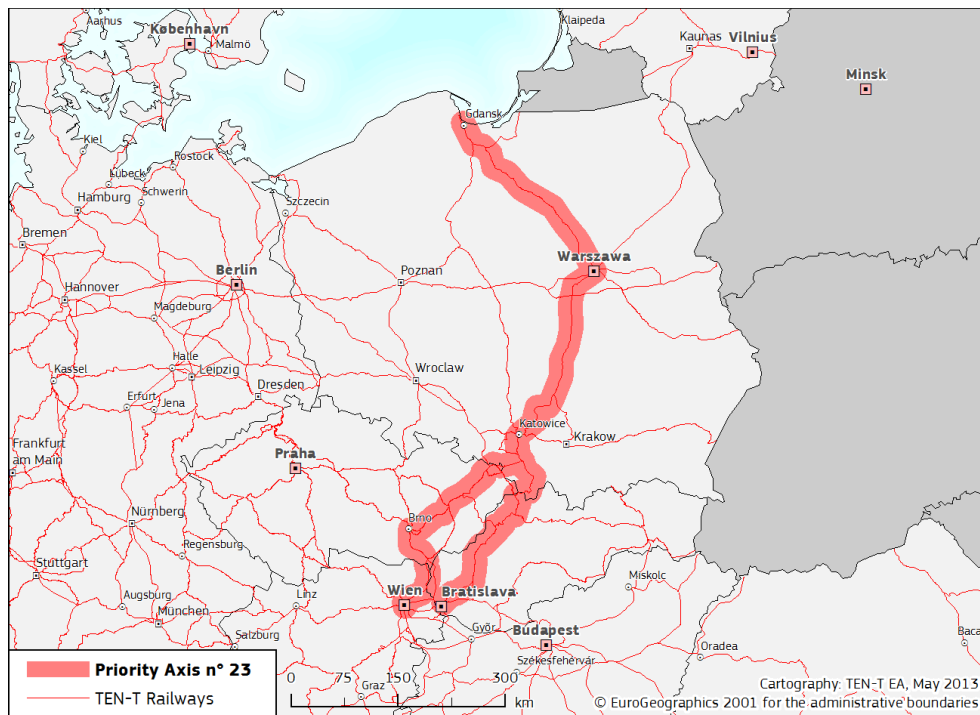 Aarhus
København
Malmö
Klaipeda
Kaunas
Vilnius
Minsk
Gdansk
Kiel
Rostock
Lübeck
Schwerin
Hamburg
Szczecin
Bremen
Warszawa
Berlin
Poznan
Hannover
Magdeburg
Halle
Leipzig
Kassel
Wroclaw
Dresden
Erfurt
Jena
Katowice
Krakow
Frankfurt
am Main
Praha
Nürnberg
Brno
Regensburg
Stuttgart
Miskolc
Augsburg
Linz
Wien
Bratislava
München
Salzburg
Győr
Budapest
Oradea
Baca
Székesfehérvár
Graz
Priority Axis n° 23
TEN-T Railways
0 75 150 300
km
Cartography: TEN-T EA, May 2013
© EuroGeographics 2001 for the administrative boundaries